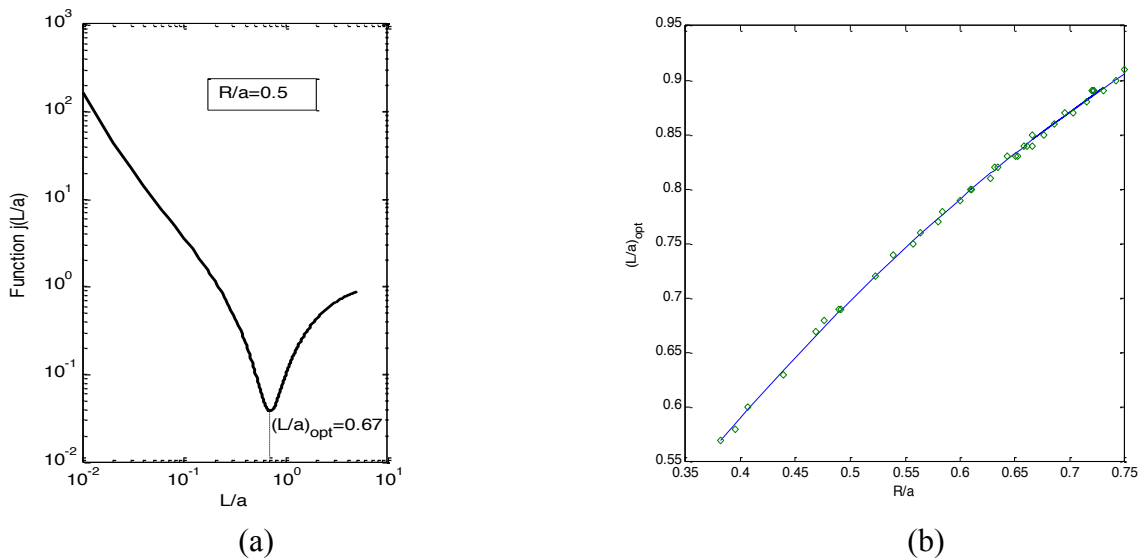 10^3
10^2
10^1
10^0
10^-1
10^-2
Function j(L/a)
R/a=0.5
(L/a)opt=0.67
10^-2 10^-1 10^0 10^1
L/a
(a)
0.95
0.9
0.85
0.8
0.75
0.7
0.65
0.6
0.55
(L/a)opt
0.35 0.4 0.45 0.5 0.55 0.6 0.65 0.7 0.75
R/a
(b)